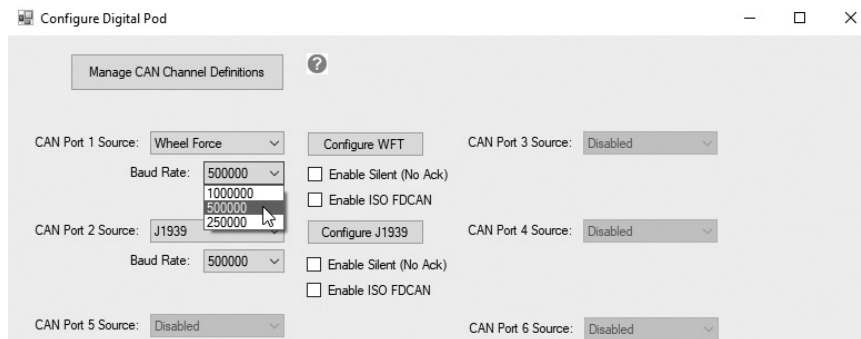 Configure Digital Pod
Manage CAN Channel Definitions
?
CAN Port 1 Source: Wheel Force Configure WFT CAN Port 3 Source: Disabled
Baud Rate: 500000 Enable Silent (No Ack)
1000000 Enable ISO FDCAN
500000
250000
CAN Port 2 Source: J1939 Configure J1939 CAN Port 4 Source: Disabled
Baud Rate: 500000 Enable Silent (No Ack)
Enable ISO FDCAN
CAN Port 5 Source: Disabled CAN Port 6 Source: Disabled